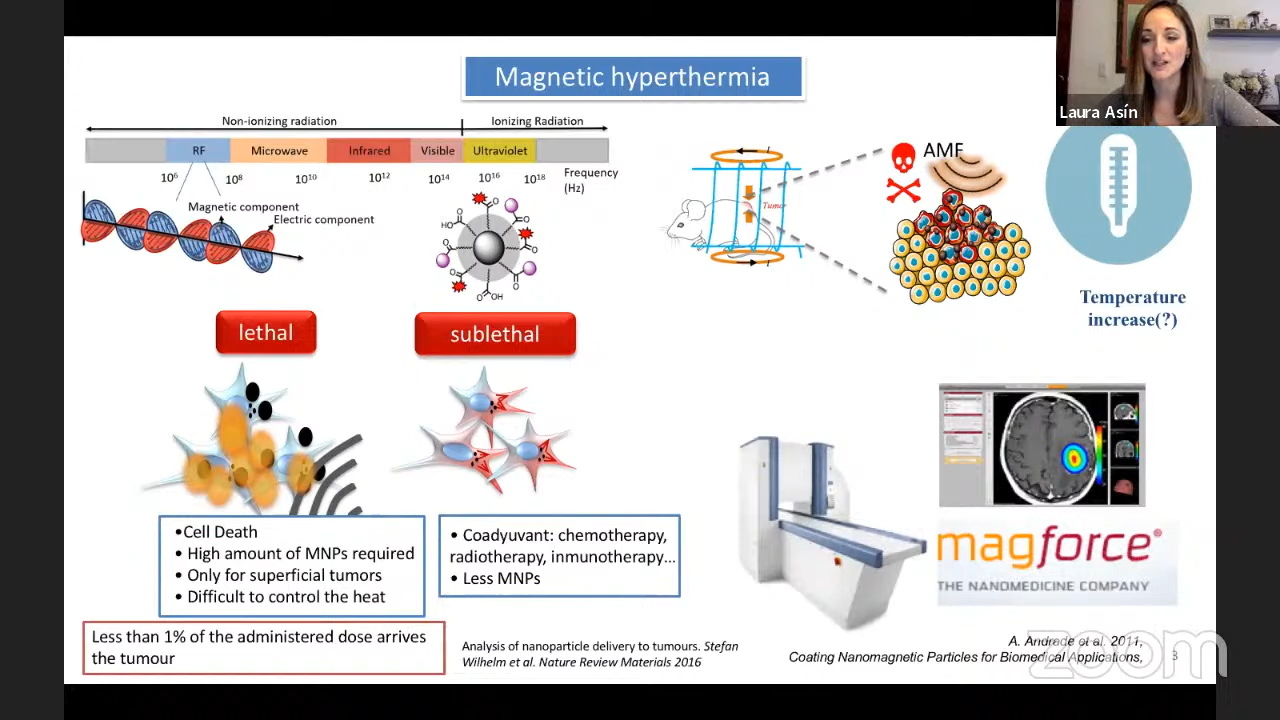 Magnetic hyperthermia
Laura Asín
Non-ionizing radiation
Ionizing Radiation
RF
Microwave
Infrared
Visible
Ultraviolet
10⁶
10⁸
10¹⁰
10¹²
10¹⁴
10¹⁶
10¹⁸
Frequency
(Hz)
Magnetic component
Electric component
HO
O
OH
I
Tumor
I
AMF
Temperature
increase(?)
lethal
sublethal
•Cell Death
• High amount of MNPs required
• Only for superficial tumors
• Difficult to control the heat
• Coadyuvant: chemotherapy,
radiotherapy, inmunotherapy...
• Less MNPs
magforce®
THE NANOMEDICINE COMPANY
Less than 1% of the administered dose arrives
the tumour
Analysis of nanoparticle delivery to tumours. Stefan
Wilhelm et al. Nature Review Materials 2016
A. Andrade et al. 2011,
Coating Nanomagnetic Particles for Biomedical Applications,
3
zoom